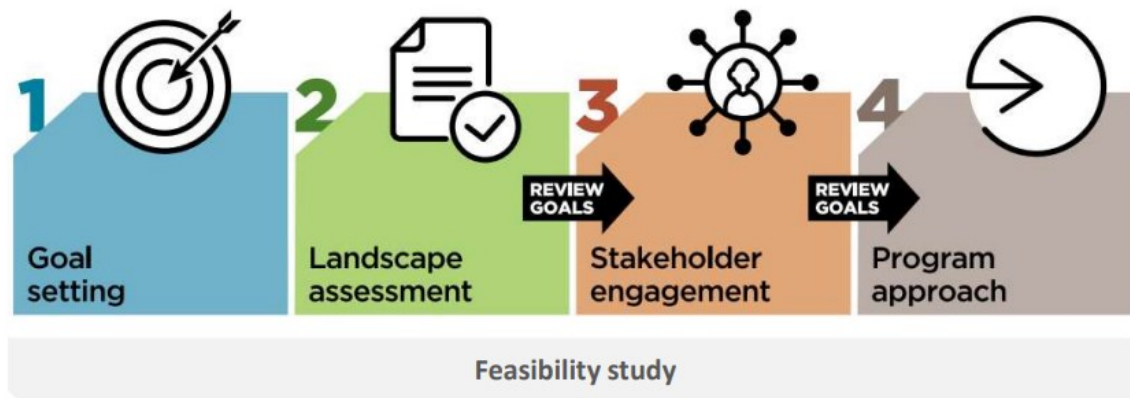 1
Goal
setting
2
Landscape
assessment
REVIEW
GOALS
3
Stakeholder
engagement
REVIEW
GOALS
4
Program
approach
Feasibility study